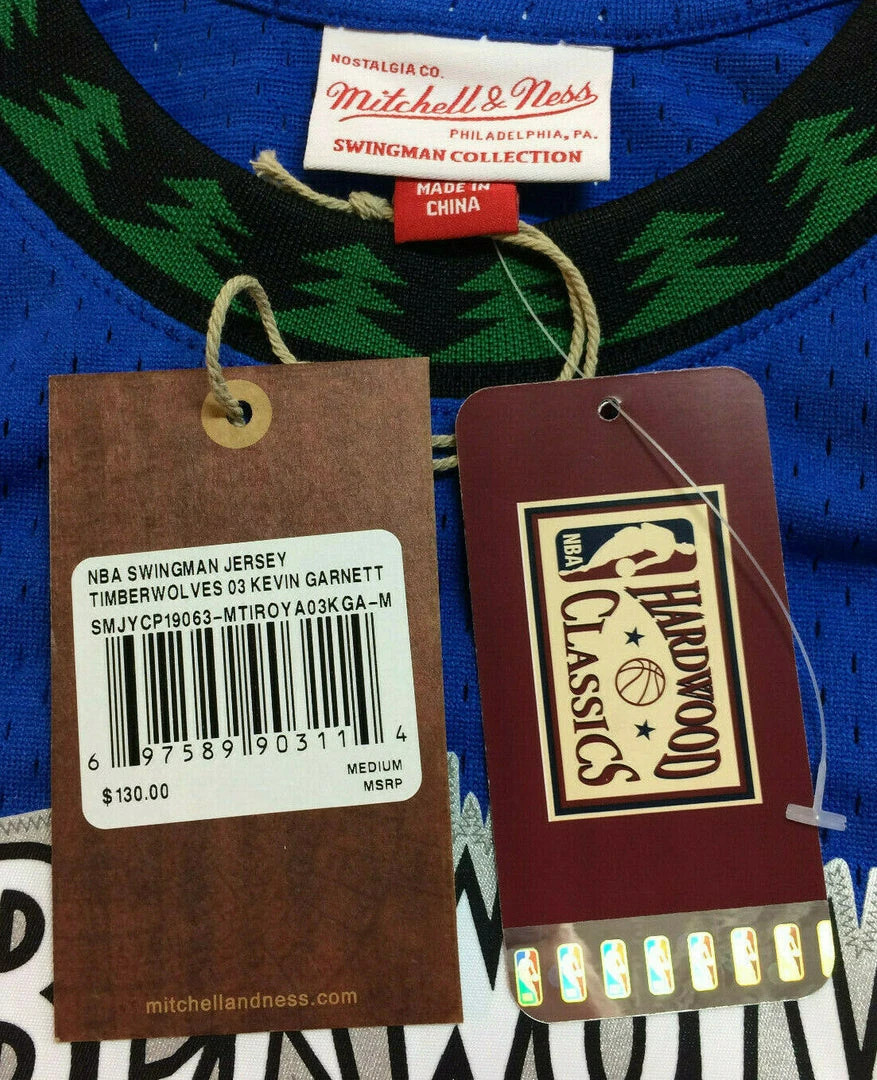 NOSTALGIA CO.
Mitchell & Ness
PHILADELPHIA, PA.
SWINGMAN COLLECTION
MADE IN
CHINA
NBA SWINGMAN JERSEY
TIMBERWOLVES 03 KEVIN GARNETT
SMJYCP19063-MTIROYA03KGA-M
6 97589 90311 4
MEDIUM
$130.00 MSRP
mitchellandness.com
NBA
HARDWOOD
CLASSICS